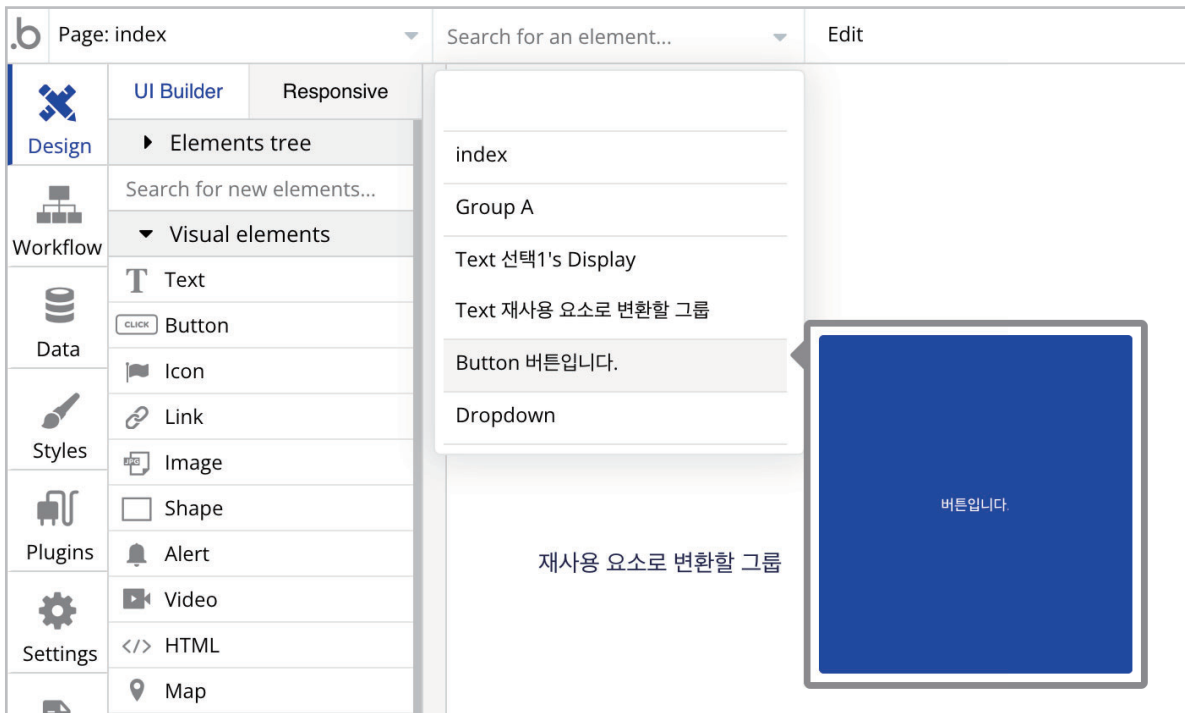 .b Page: index
Search for an element...
Edit
Design
Workflow
Data
Styles
Plugins
Settings
UI Builder
Responsive
Elements tree
Search for new elements...
Visual elements
Text
CLICK Button
Icon
Link
JPG Image
Shape
Alert
Video
</> HTML
Map
index
Group A
Text 선택1's Display
Text 재사용 요소로 변환할 그룹
Button 버튼입니다.
Dropdown
재사용 요소로 변환할 그룹
버튼입니다.